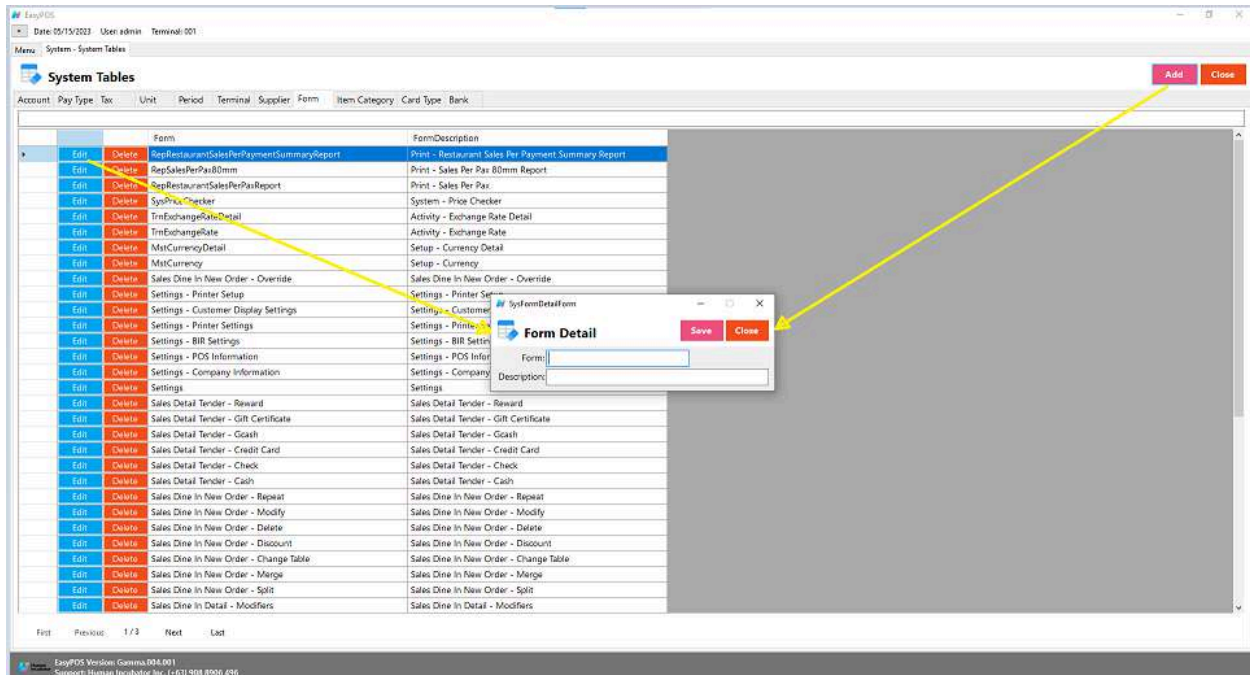 EasyPOS
Date: 05/15/2023 User: admin Terminal: 001
Menu System - System Tables
System Tables
Add Close
Account Pay Type Tax Unit Period Terminal Supplier Form Item Category Card Type Bank
Form FormDescription
Edit Delete RepRestaurantSalesPerPaymentSummaryReport Print - Restaurant Sales Per Payment Summary Report
Edit Delete RepSalesPerPax80mm Print - Sales Per Pax 80mm Report
Edit Delete RepRestaurantSalesPerPaxReport Print - Sales Per Pax
Edit Delete SysPriceChecker System - Price Checker
Edit Delete TrnExchangeRateDetail Activity - Exchange Rate Detail
Edit Delete TrnExchangeRate Activity - Exchange Rate
Edit Delete MstCurrencyDetail Setup - Currency Detail
Edit Delete MstCurrency Setup - Currency
Edit Delete Sales Dine In New Order - Override Sales Dine In New Order - Override
Edit Delete Settings - Printer Setup Settings - Printer Setup
Edit Delete Settings - Customer Display Settings Settings - Customer
Edit Delete Settings - Printer Settings Settings - Printer
Edit Delete Settings - BIR Settings Settings - BIR Settin
Edit Delete Settings - POS Information Settings - POS Infor
Edit Delete Settings - Company Information Settings - Company
Edit Delete Settings Settings
SysFormDetailForm
Form Detail
Save Close
Form:
Description:
Edit Delete Sales Detail Tender - Reward Sales Detail Tender - Reward
Edit Delete Sales Detail Tender - Gift Certificate Sales Detail Tender - Gift Certificate
Edit Delete Sales Detail Tender - Gcash Sales Detail Tender - Gcash
Edit Delete Sales Detail Tender - Credit Card Sales Detail Tender - Credit Card
Edit Delete Sales Detail Tender - Check Sales Detail Tender - Check
Edit Delete Sales Detail Tender - Cash Sales Detail Tender - Cash
Edit Delete Sales Dine In New Order - Repeat Sales Dine In New Order - Repeat
Edit Delete Sales Dine In New Order - Modify Sales Dine In New Order - Modify
Edit Delete Sales Dine In New Order - Delete Sales Dine In New Order - Delete
Edit Delete Sales Dine In New Order - Discount Sales Dine In New Order - Discount
Edit Delete Sales Dine In New Order - Change Table Sales Dine In New Order - Change Table
Edit Delete Sales Dine In New Order - Merge Sales Dine In New Order - Merge
Edit Delete Sales Dine In New Order - Split Sales Dine In New Order - Split
Edit Delete Sales Dine In Detail - Modifiers Sales Dine In Detail - Modifiers
First Previous 1 / 3 Next Last
EasyPOS Version: Gamma.004.001
Support: Human Incubator Inc. (+63) 908 8906 496